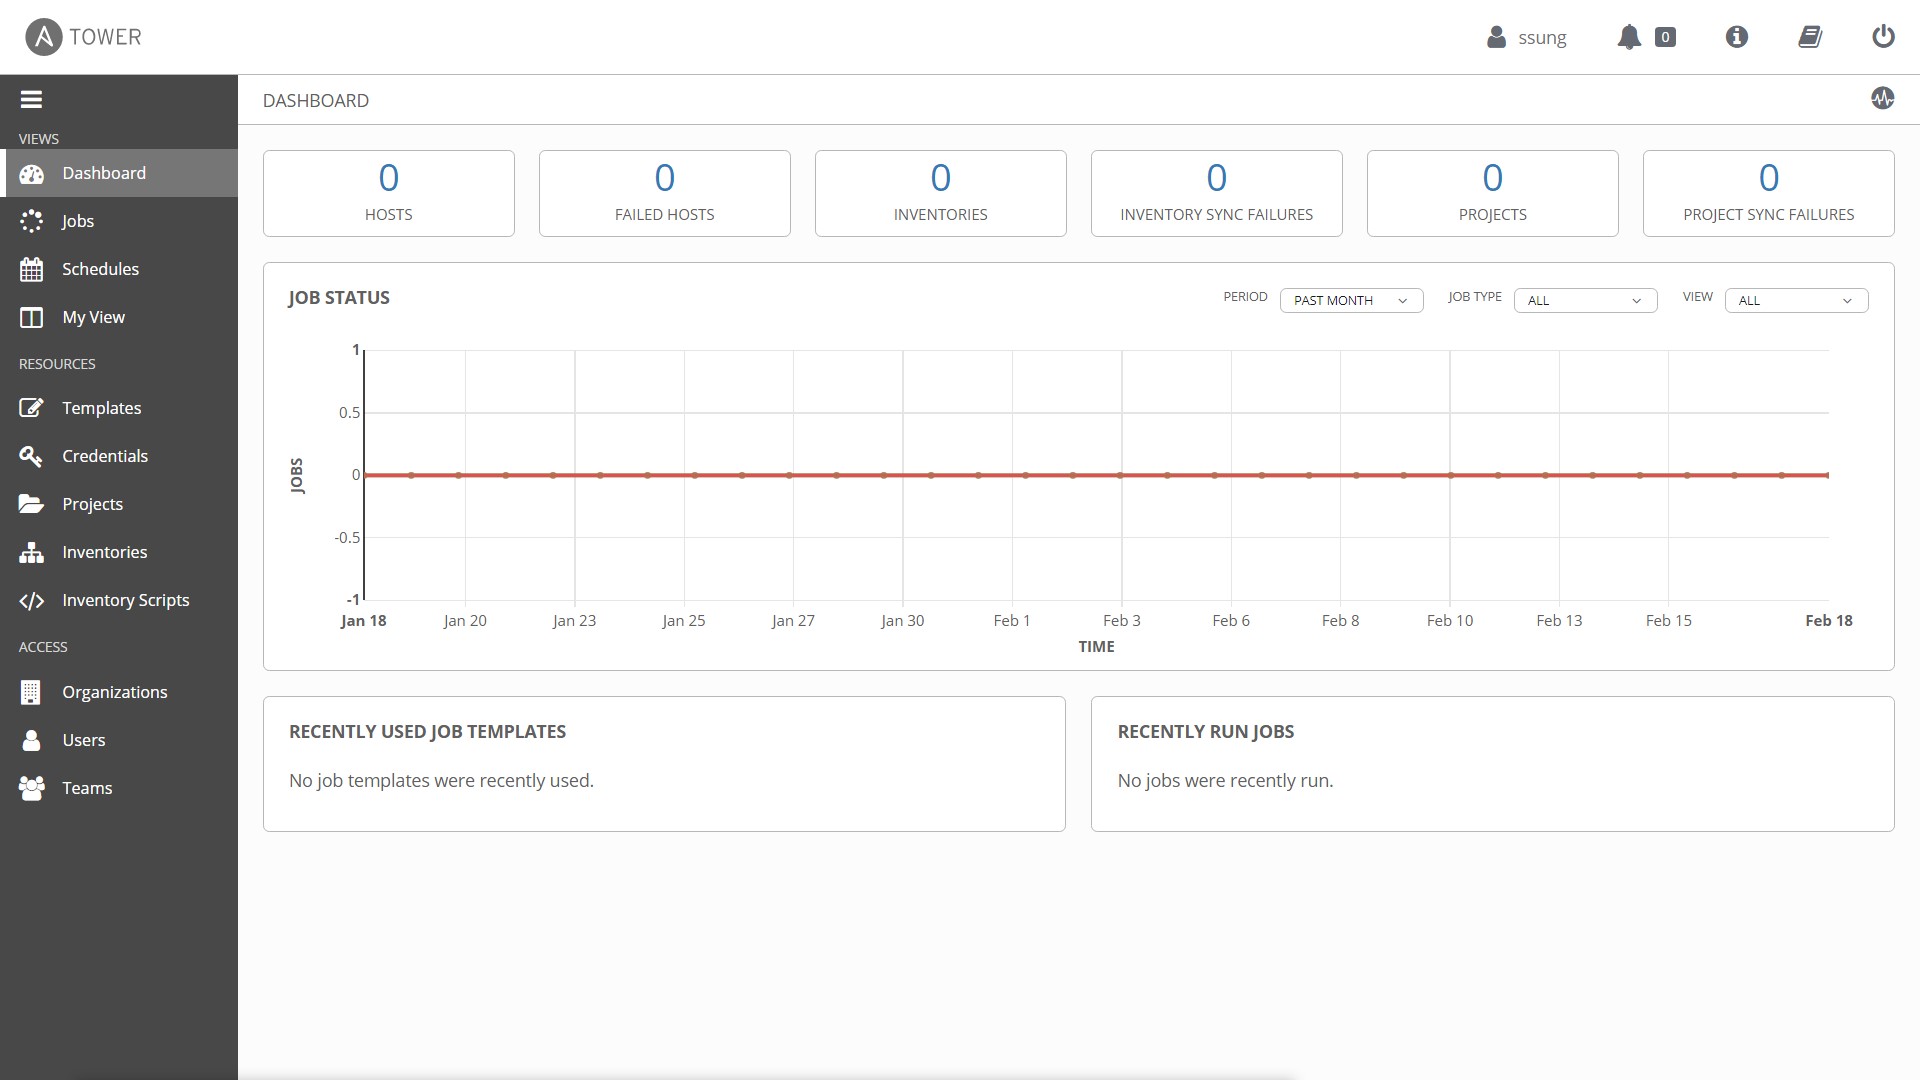 TOWER
ssung
0
VIEWS
Dashboard
Jobs
Schedules
My View
RESOURCES
Templates
Credentials
Projects
Inventories
Inventory Scripts
ACCESS
Organizations
Users
Teams
DASHBOARD
0
HOSTS
0
FAILED HOSTS
0
INVENTORIES
0
INVENTORY SYNC FAILURES
0
PROJECTS
0
PROJECT SYNC FAILURES
JOB STATUS
PERIOD PAST MONTH JOB TYPE ALL VIEW ALL
1
0.5
0
-0.5
-1
JOBS
Jan 18 Jan 20 Jan 23 Jan 25 Jan 27 Jan 30 Feb 1 Feb 3 Feb 6 Feb 8 Feb 10 Feb 13 Feb 15 Feb 18
TIME
RECENTLY USED JOB TEMPLATES
No job templates were recently used.
RECENTLY RUN JOBS
No jobs were recently run.